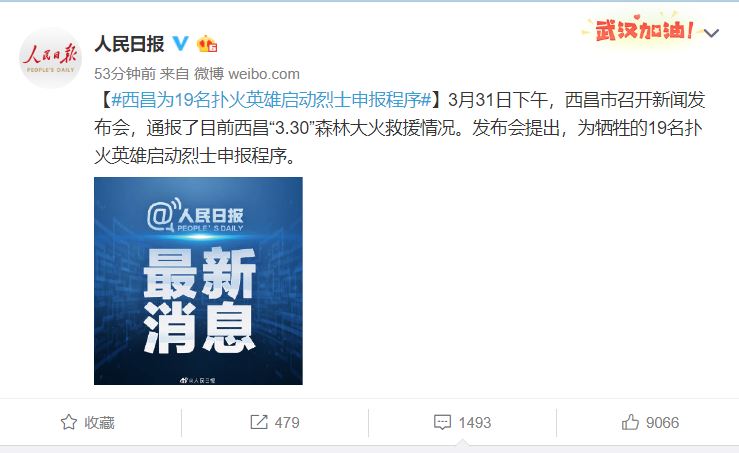 武汉加油!
人民日报
PEOPLE'S DAILY
人民日报
53分钟前 来自 微博 weibo.com
【#西昌为19名扑火英雄启动烈士申报程序#】3月31日下午，西昌市召开新闻发
布会，通报了目前西昌“3.30”森林大火救援情况。发布会提出，为牺牲的19名扑
火英雄启动烈士申报程序。
@人民日报
PEOPLE'S DAILY
最新
消息
@人民日报
收藏
479
1493
9066